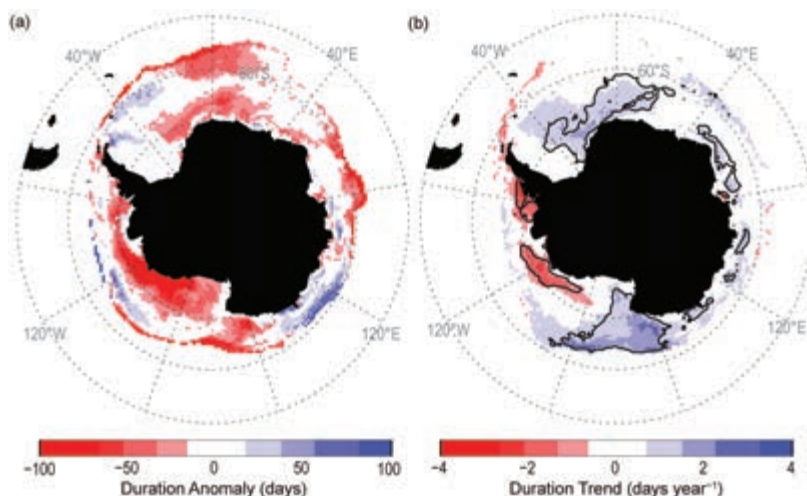 (a)
40°W
40°E
60°S
120°W
120°E
-100 -50 0 50 100
Duration Anomaly (days)
(b)
40°W
40°E
60°S
120°W
120°E
-4 -2 0 2 4
Duration Trend (days year⁻¹)